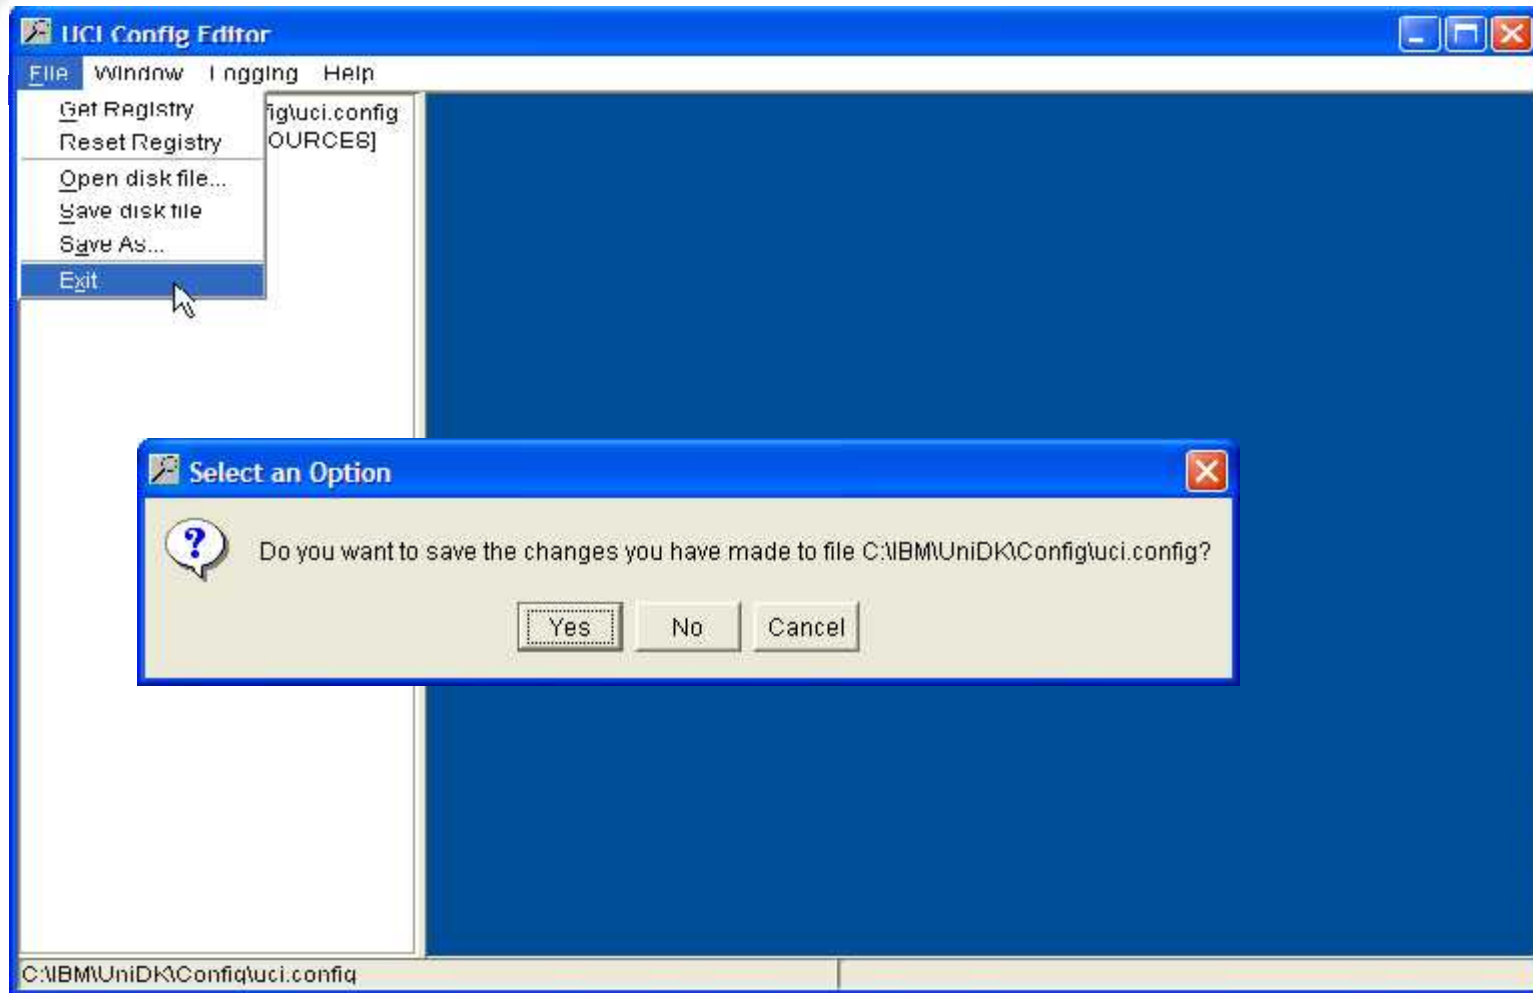 UCI Config Editor
File Window Logging Help
Get Registry
ig\uci.config
Reset Registry
OURCES]
Open disk file...
Save disk file
Save As...
Exit
Select an Option
Do you want to save the changes you have made to file C:\IBM\UniDK\Config\uci.config?
Yes No Cancel
C:\IBM\UniDK\Config\uci.config